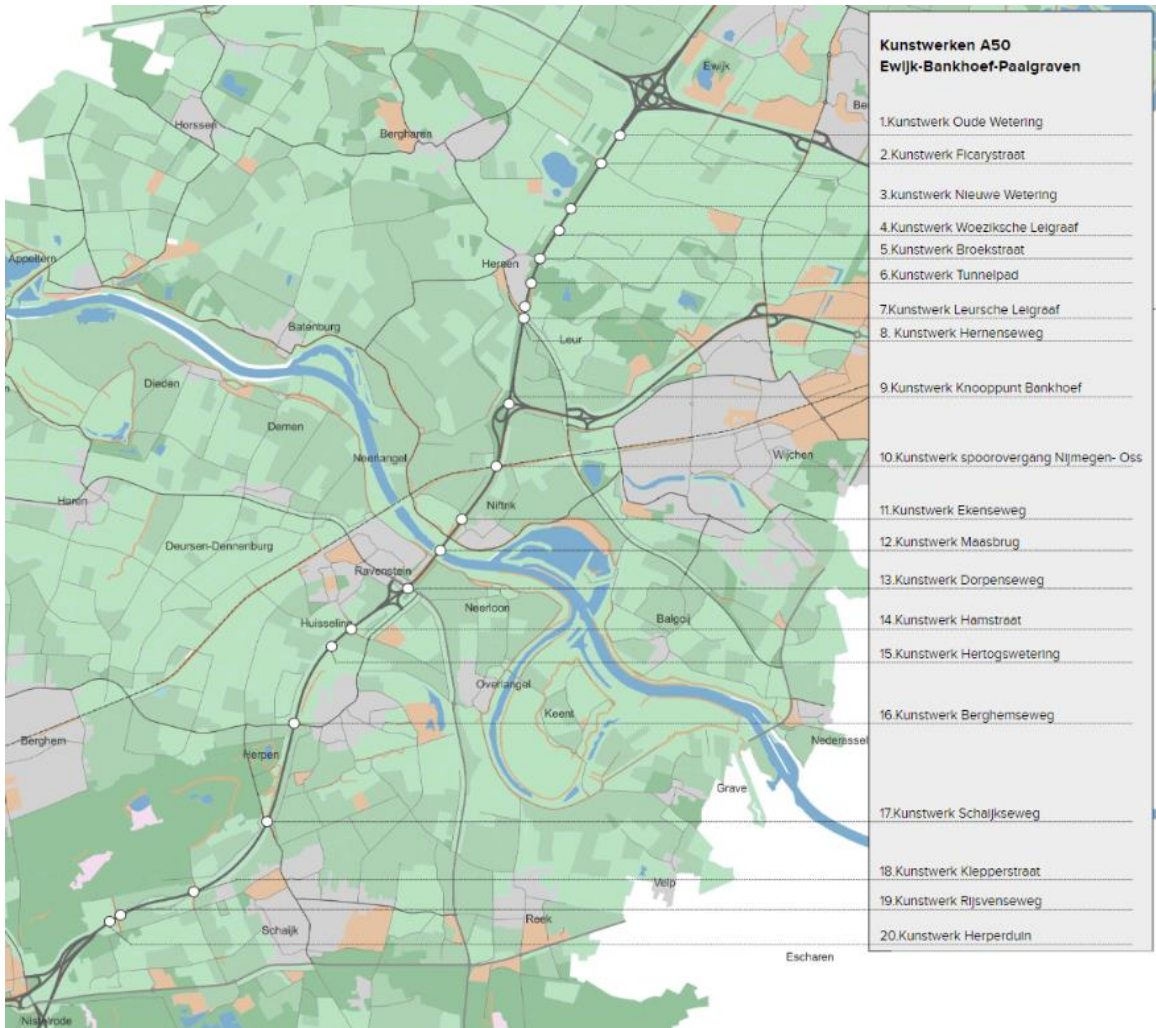 Kunstwerken A50
Ewijk-Bankhoef-Paalgraven
1.Kunstwerk Oude Wetering
2.Kunstwerk Ficarystraat
3.kunstwerk Nieuwe Wetering
4.Kunstwerk Woeziksche Leigraaf
5.Kunstwerk Broekstraat
6.Kunstwerk Tunnelpad
7.Kunstwerk Leursche Leigraaf
8. Kunstwerk Hernenseweg
9.Kunstwerk Knooppunt Bankhoef
10.Kunstwerk spoorovergang Nijmegen- Oss
11.Kunstwerk Ekenseweg
12.Kunstwerk Maasbrug
13.Kunstwerk Dorpenseweg
14.Kunstwerk Hamstraat
15.Kunstwerk Hertogswetering
16.Kunstwerk Berghemseweg
17.Kunstwerk Schaijkseweg
18.Kunstwerk Klepperstraat
19.Kunstwerk Rijsvenseweg
20.Kunstwerk Herperduin
Ewijk
Be
Horssen
Bergharen
Appeltern
Hernen
Batenburg
Leur
Dieden
Demen
Neerlangel
Wijchen
Haren
Niftrik
Deursen-Dennenburg
Ravenstein
Neerloon
Huisseling
Balgoij
Overlangel
Keent
Berghem
Nederassel
Herpen
Grave
Velp
Reek
Schaijk
Escharen
Nistelrode